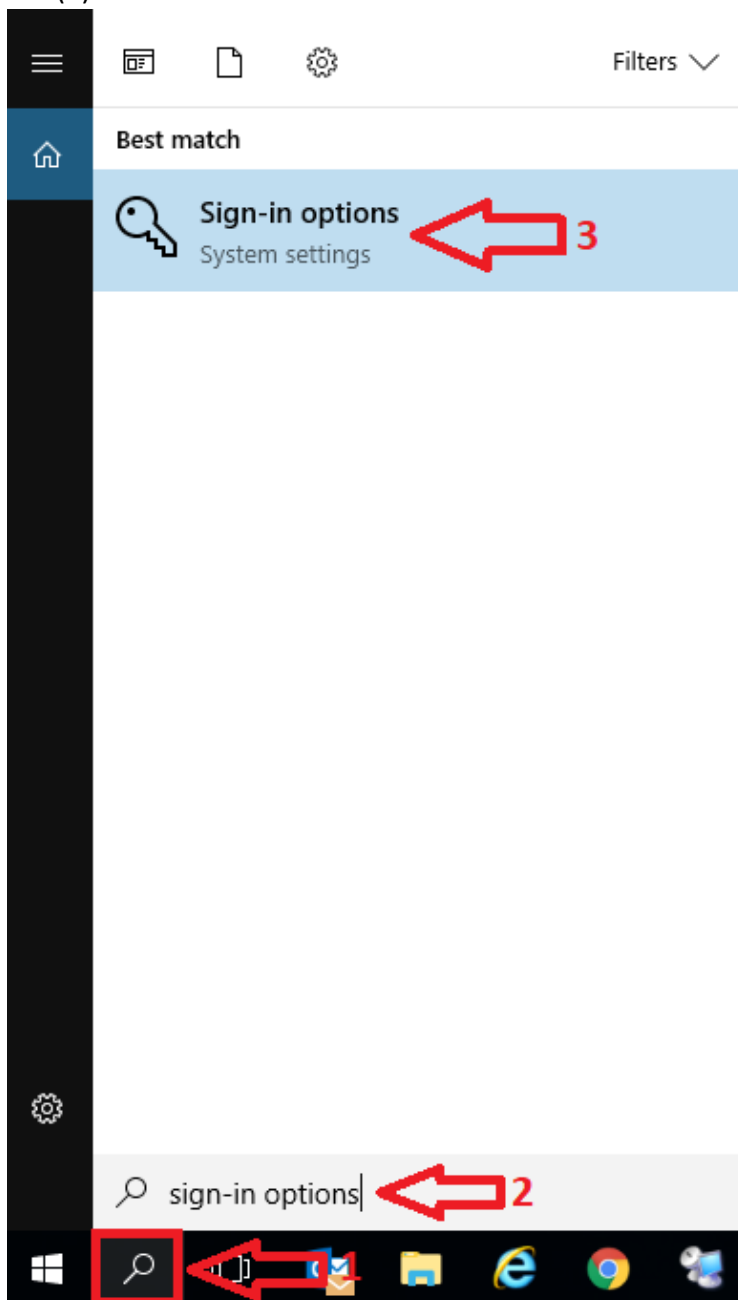 Filters
Best match
Sign-in options
System settings
3
sign-in options
2
1